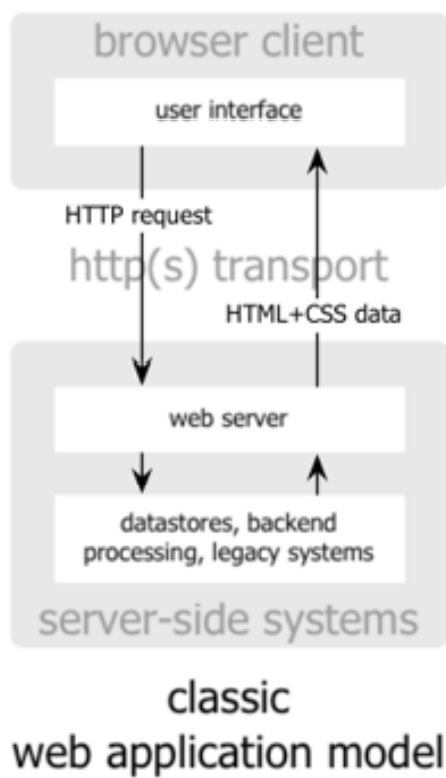 browser client
user interface
HTTP request
http(s) transport
HTML+CSS data
web server
datastores, backend
processing, legacy systems
server-side systems
classic
web application model